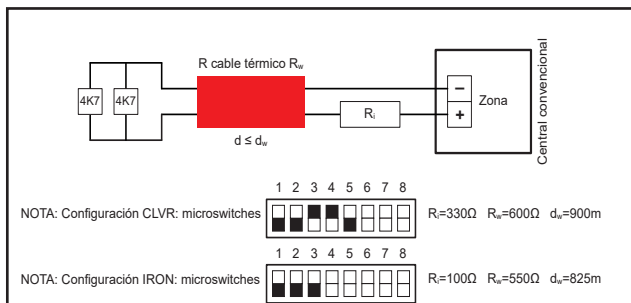 R cable térmico Rw
4K7 4K7
Ri
d ≤ dw
−
+
Zona
Central convencional
1 2 3 4 5 6 7 8
NOTA: Configuración CLVR: microswitches
Ri=330Ω Rw=600Ω dw=900m
1 2 3 4 5 6 7 8
NOTA: Configuración IRON: microswitches
Ri=100Ω Rw=550Ω dw=825m